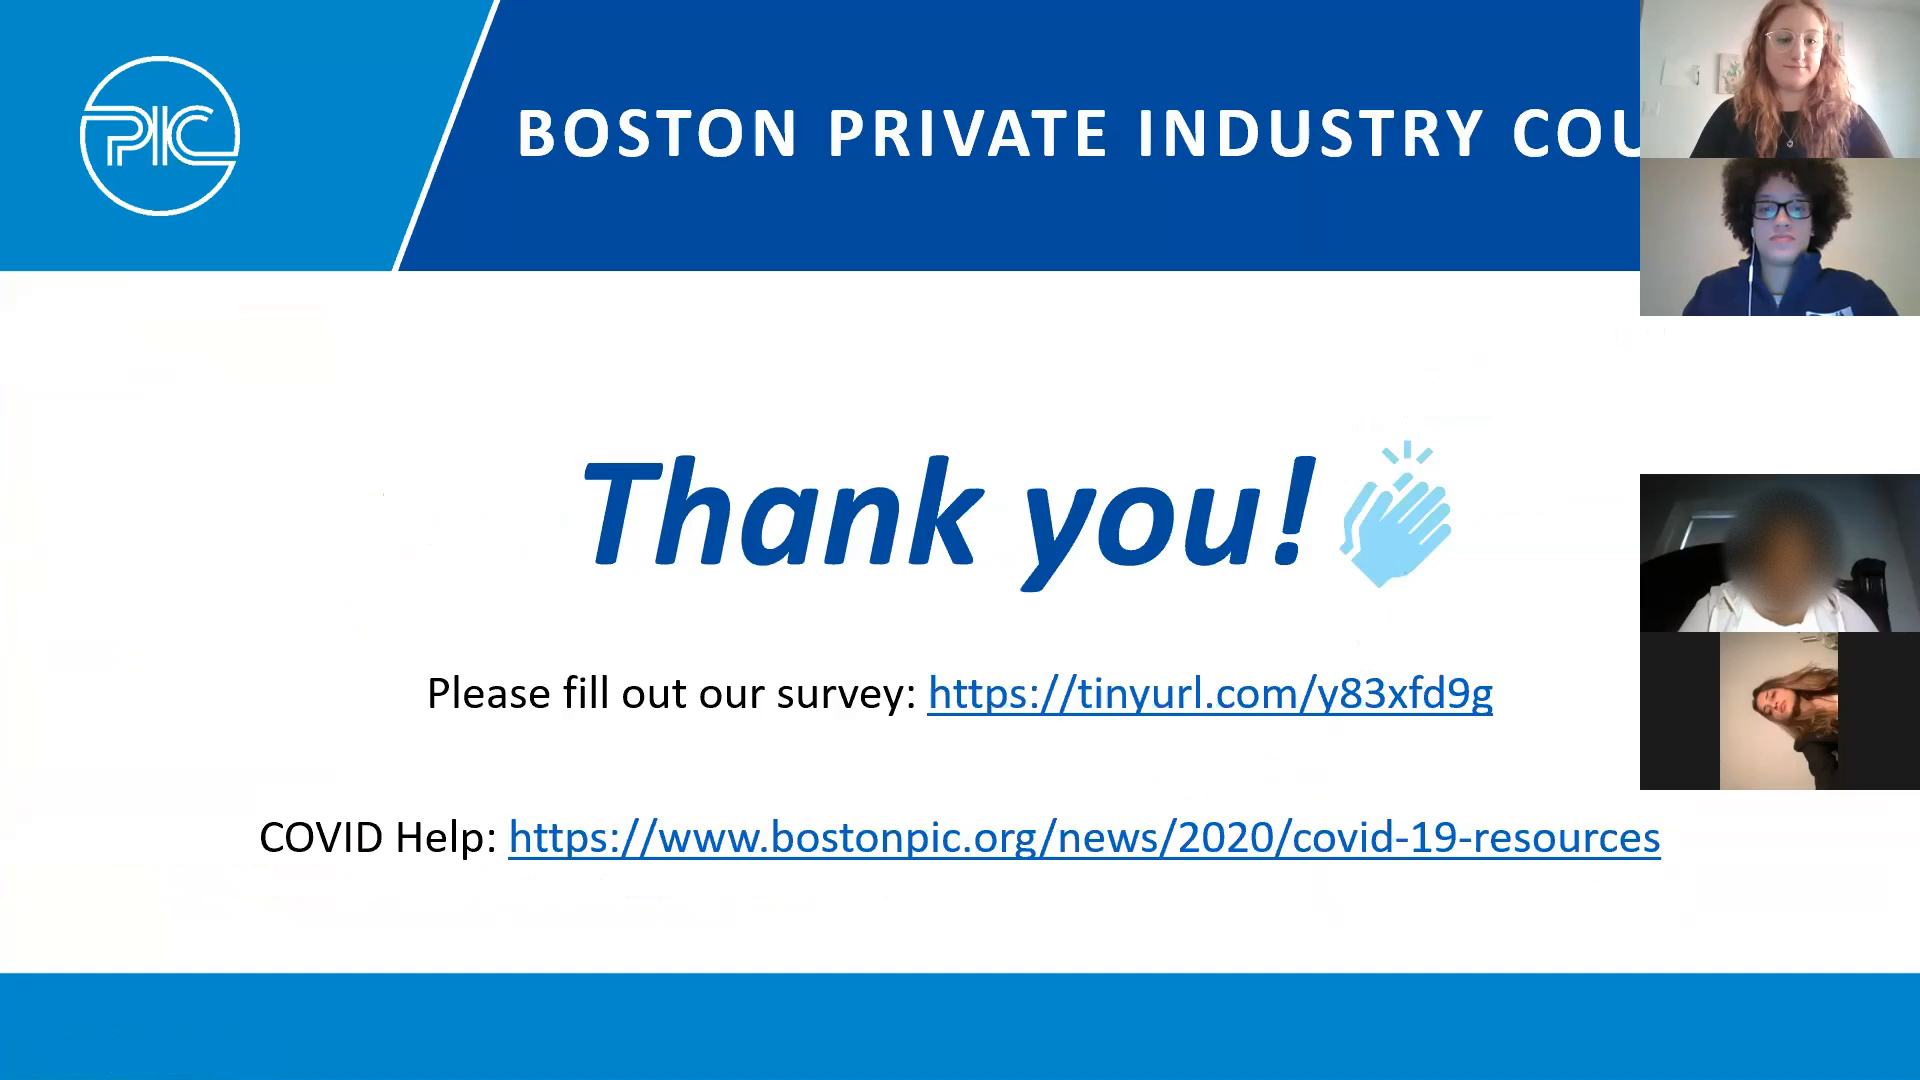 PIC
BOSTON PRIVATE INDUSTRY COU
Thank you!
Please fill out our survey: https://tinyurl.com/y83xfd9g
COVID Help: https://www.bostonpic.org/news/2020/covid-19-resources